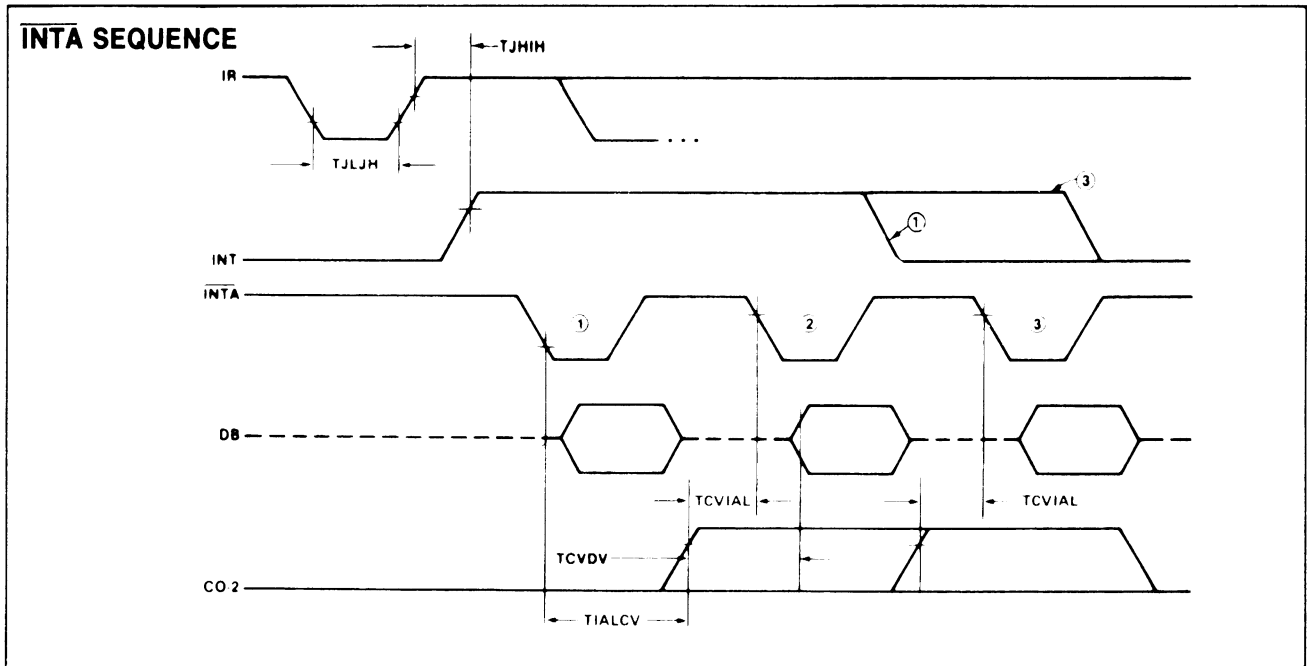 INTA SEQUENCE
TJHIH
IR
TJLJH
...
3
1
INT
INTA
1
2
3
DB
TCVIAL
TCVIAL
TCVDV
CO-2
TIALCV